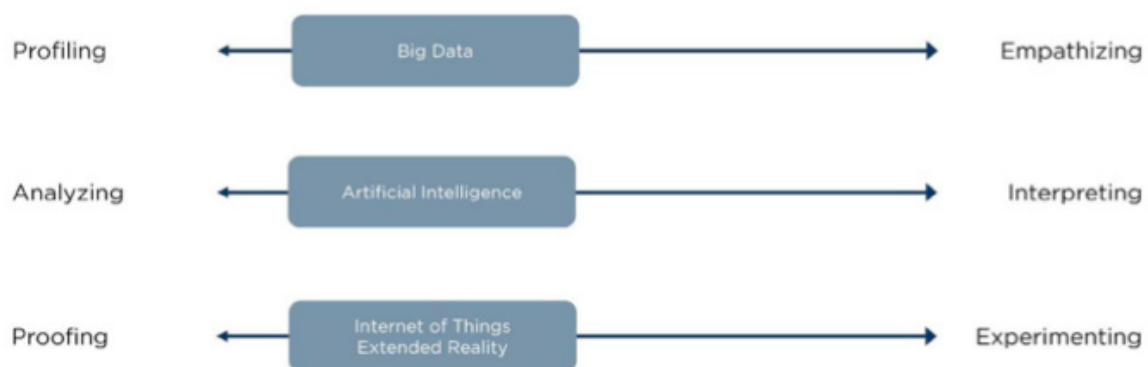 Profiling
Big Data
Empathizing
Analyzing
Artificial Intelligence
Interpreting
Proofing
Internet of Things
Extended Reality
Experimenting